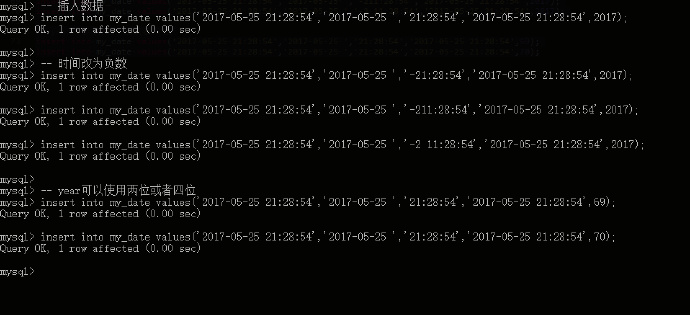 mysql> -- 插入数据
mysql> insert into my_date values('2017-05-25 21:28:54','2017-05-25 ','21:28:54','2017-05-25 21:28:54',2017);
Query OK, 1 row affected (0.00 sec)
mysql>
mysql> -- 时间改为负数
mysql> insert into my_date values('2017-05-25 21:28:54','2017-05-25 ','-21:28:54','2017-05-25 21:28:54',2017);
Query OK, 1 row affected (0.00 sec)
mysql> insert into my_date values('2017-05-25 21:28:54','2017-05-25 ','-211:28:54','2017-05-25 21:28:54',2017);
Query OK, 1 row affected (0.00 sec)
mysql> insert into my_date values('2017-05-25 21:28:54','2017-05-25 ','-2 11:28:54','2017-05-25 21:28:54',2017);
Query OK, 1 row affected (0.00 sec)
mysql>
mysql> -- year可以使用两位或者四位
mysql> insert into my_date values('2017-05-25 21:28:54','2017-05-25 ','21:28:54','2017-05-25 21:28:54',69);
Query OK, 1 row affected (0.00 sec)
mysql> insert into my_date values('2017-05-25 21:28:54','2017-05-25 ','21:28:54','2017-05-25 21:28:54',70);
Query OK, 1 row affected (0.00 sec)
mysql>